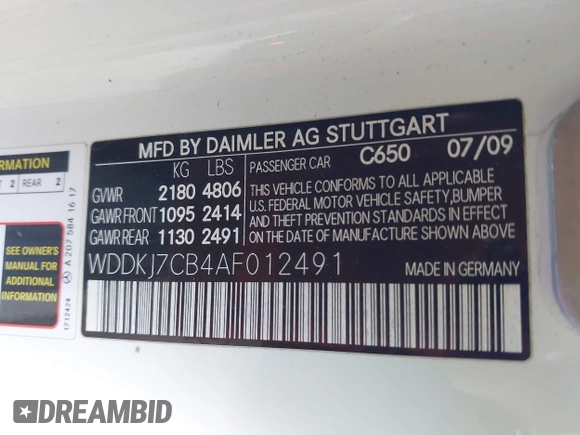 MFD BY DAIMLER AG STUTTGART
KG LBS PASSENGER CAR C650 07/09
GVWR 2180 4806
GAWR FRONT 1095 2414
GAWR REAR 1130 2491
THIS VEHICLE CONFORMS TO ALL APPLICABLE
U.S. FEDERAL MOTOR VEHICLE SAFETY,BUMPER
AND THEFT PREVENTION STANDARDS IN EFFECT
ON THE DATE OF MANUFACTURE SHOWN ABOVE.
WDDKJ7CB4AF012491 MADE IN GERMANY
2 REAR 2
SEE OWNER'S
MANUAL FOR
ADDITIONAL
INFORMATION
A 207 584 16 17
1712424
DREAMBID